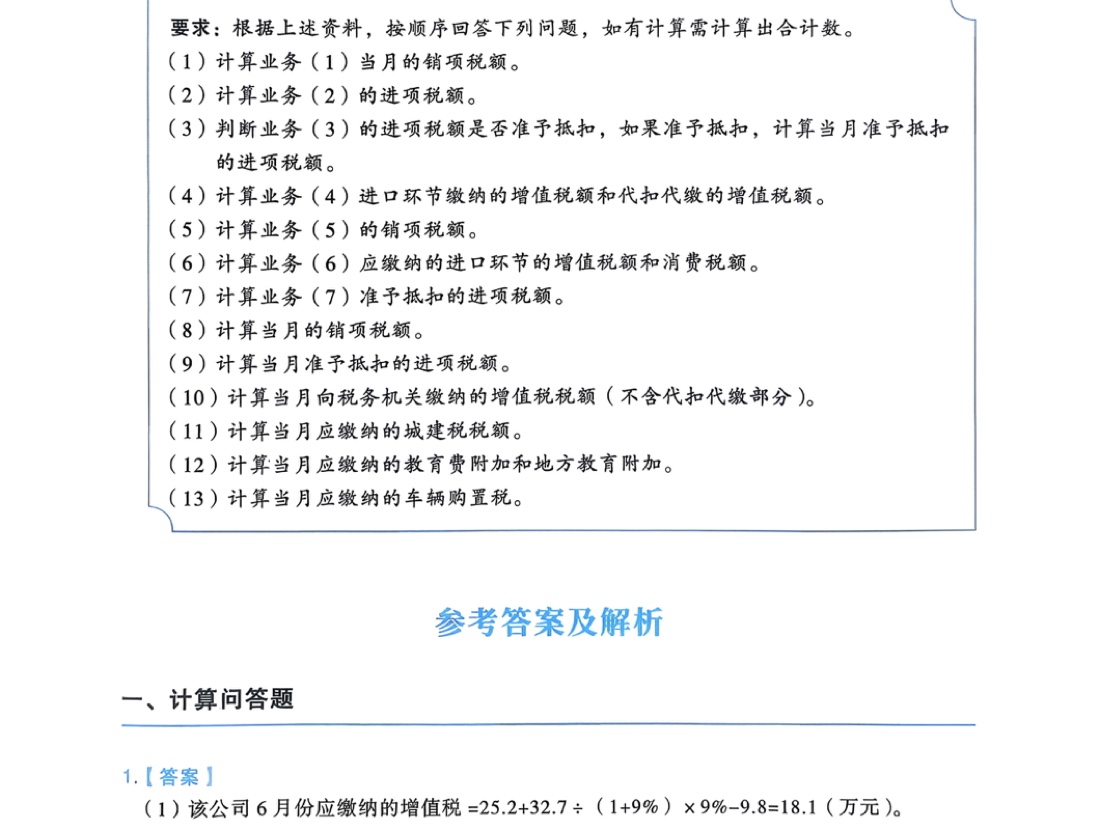 要求：根据上述资料，按顺序回答下列问题，如有计算需计算出合计数。
（1）计算业务（1）当月的销项税额。
（2）计算业务（2）的进项税额。
（3）判断业务（3）的进项税额是否准予抵扣，如果准予抵扣，计算当月准予抵扣
的进项税额。
（4）计算业务（4）进口环节缴纳的增值税额和代扣代缴的增值税额。
（5）计算业务（5）的销项税额。
（6）计算业务（6）应缴纳的进口环节的增值税额和消费税额。
（7）计算业务（7）准予抵扣的进项税额。
（8）计算当月的销项税额。
（9）计算当月准予抵扣的进项税额。
（10）计算当月向税务机关缴纳的增值税税额（不含代扣代缴部分）。
（11）计算当月应缴纳的城建税税额。
（12）计算当月应缴纳的教育费附加和地方教育附加。
（13）计算当月应缴纳的车辆购置税。
参考答案及解析
一、计算问答题
1.【答案】
（1）该公司 6 月份应缴纳的增值税 =25.2+32.7÷（1+9%）×9%-9.8=18.1（万元）。